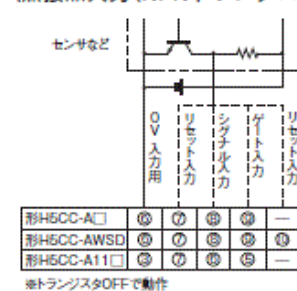 センサなど
0V入力用
リセット入力
シグナル入力
ゲート入力
リセット入力
形H5CC-A□ ⑥ ⑦ ⑧ ⑨ ―
形H5CC-AWSD ⑥ ⑦ ⑧ ⑨ ⑩
形H5CC-A11□ ③ ⑦ ⑥ ⑤ ―
※トランジスタOFFで動作